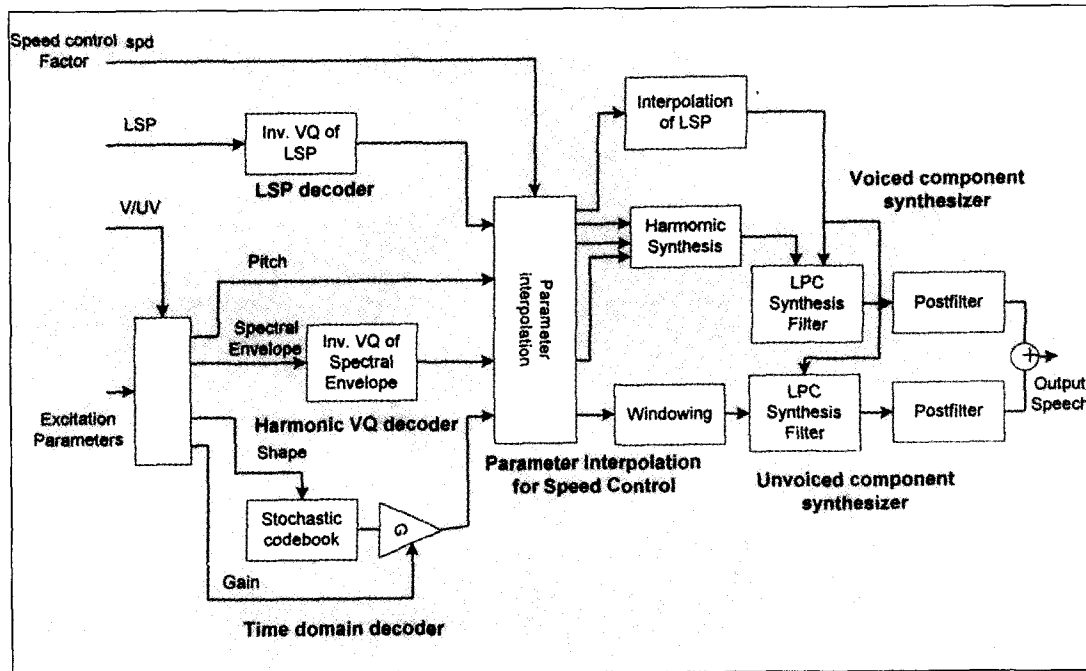 Speed control spd
Factor
LSP
Inv. VQ of
LSP
LSP decoder
V/UV
Pitch
Spectral
Envelope
Inv. VQ of
Spectral
Envelope
Harmonic VQ decoder
Excitation
Parameters
Shape
Stochastic
codebook
G
Gain
Time domain decoder
Parameter
interpolation
Parameter Interpolation
for Speed Control
Interpolation
of LSP
Harmomic
Synthesis
Windowing
Voiced component
synthesizer
LPC
Synthesis
Filter
Postfilter
LPC
Synthesis
Filter
Postfilter
Unvoiced component
synthesizer
+
Output
Speech